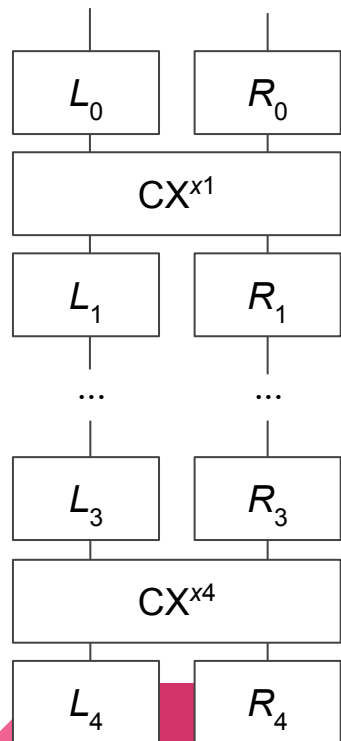 L₀ R₀
CXˣ¹
L₁ R₁
... ...
L₃ R₃
CXˣ⁴
L₄ R₄